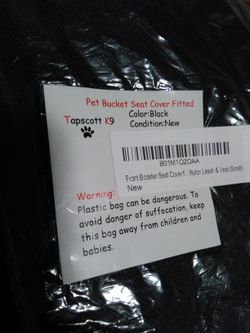 Pet Bucket Seat Cover Fitted
Color:Black
Tapscott K9
Condition:New
B01M1O2OAA
Front Booster Seat Cover f... Nylon Leash & Vest (Small)
New
Warning:
Plastic bag can be dangerous. To
avoid danger of suffocation, keep
this bag away from children and
babies.